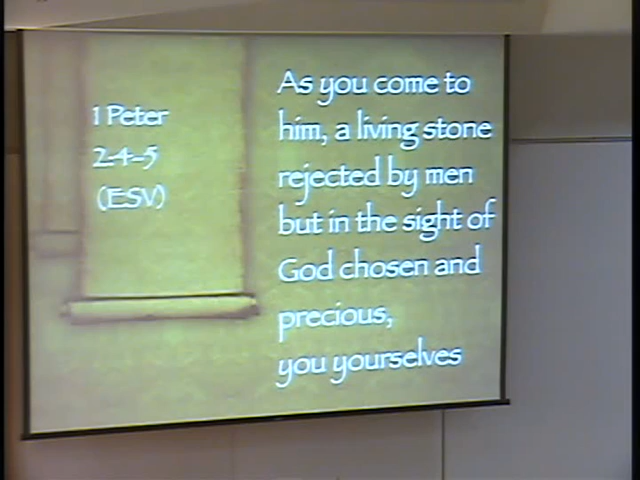 1 Peter
2-4-5
(ESV)
As you come to
him, a living stone
rejected by men
but in the sight of
God chosen and
precious,
you yourselves